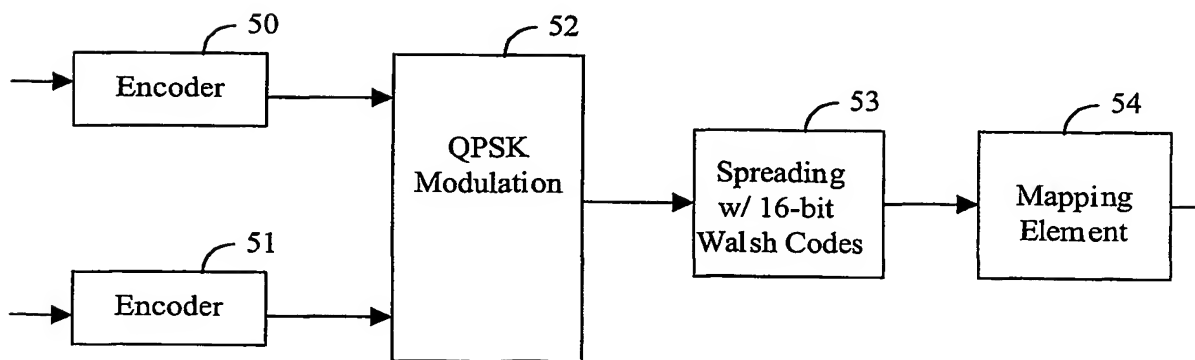 50
Encoder
52
QPSK
Modulation
53
Spreading
w/ 16-bit
Walsh Codes
54
Mapping
Element
51
Encoder